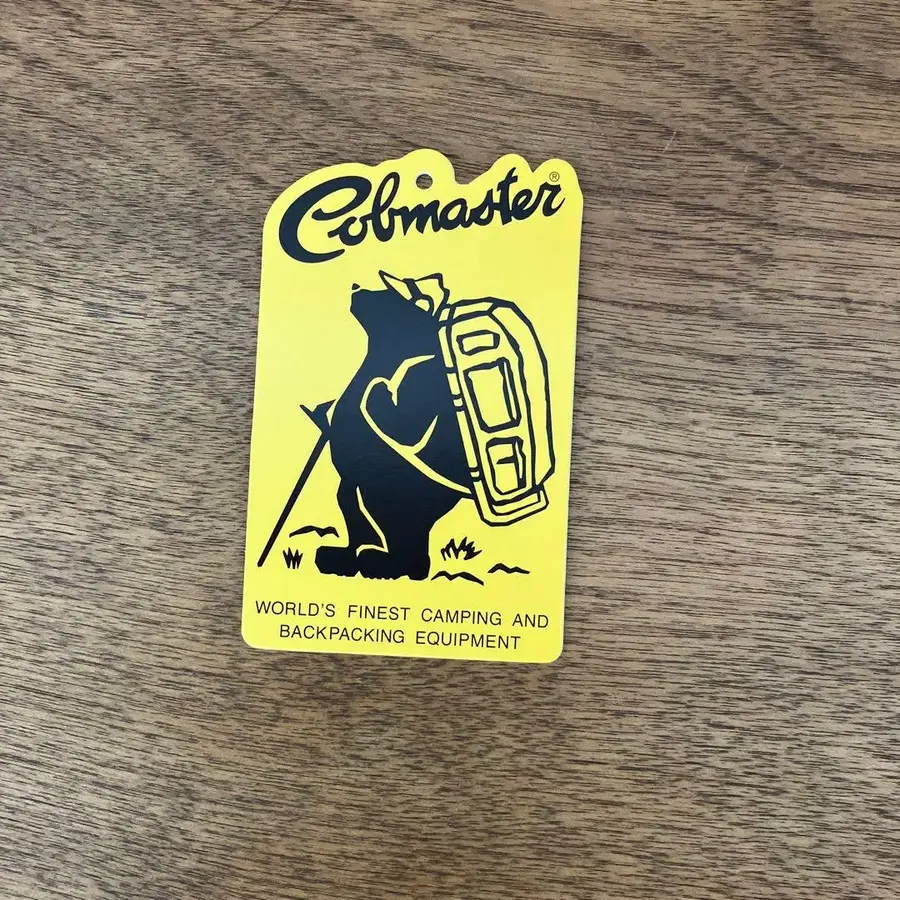 Cobmaster®
WORLD'S FINEST CAMPING AND
BACKPACKING EQUIPMENT